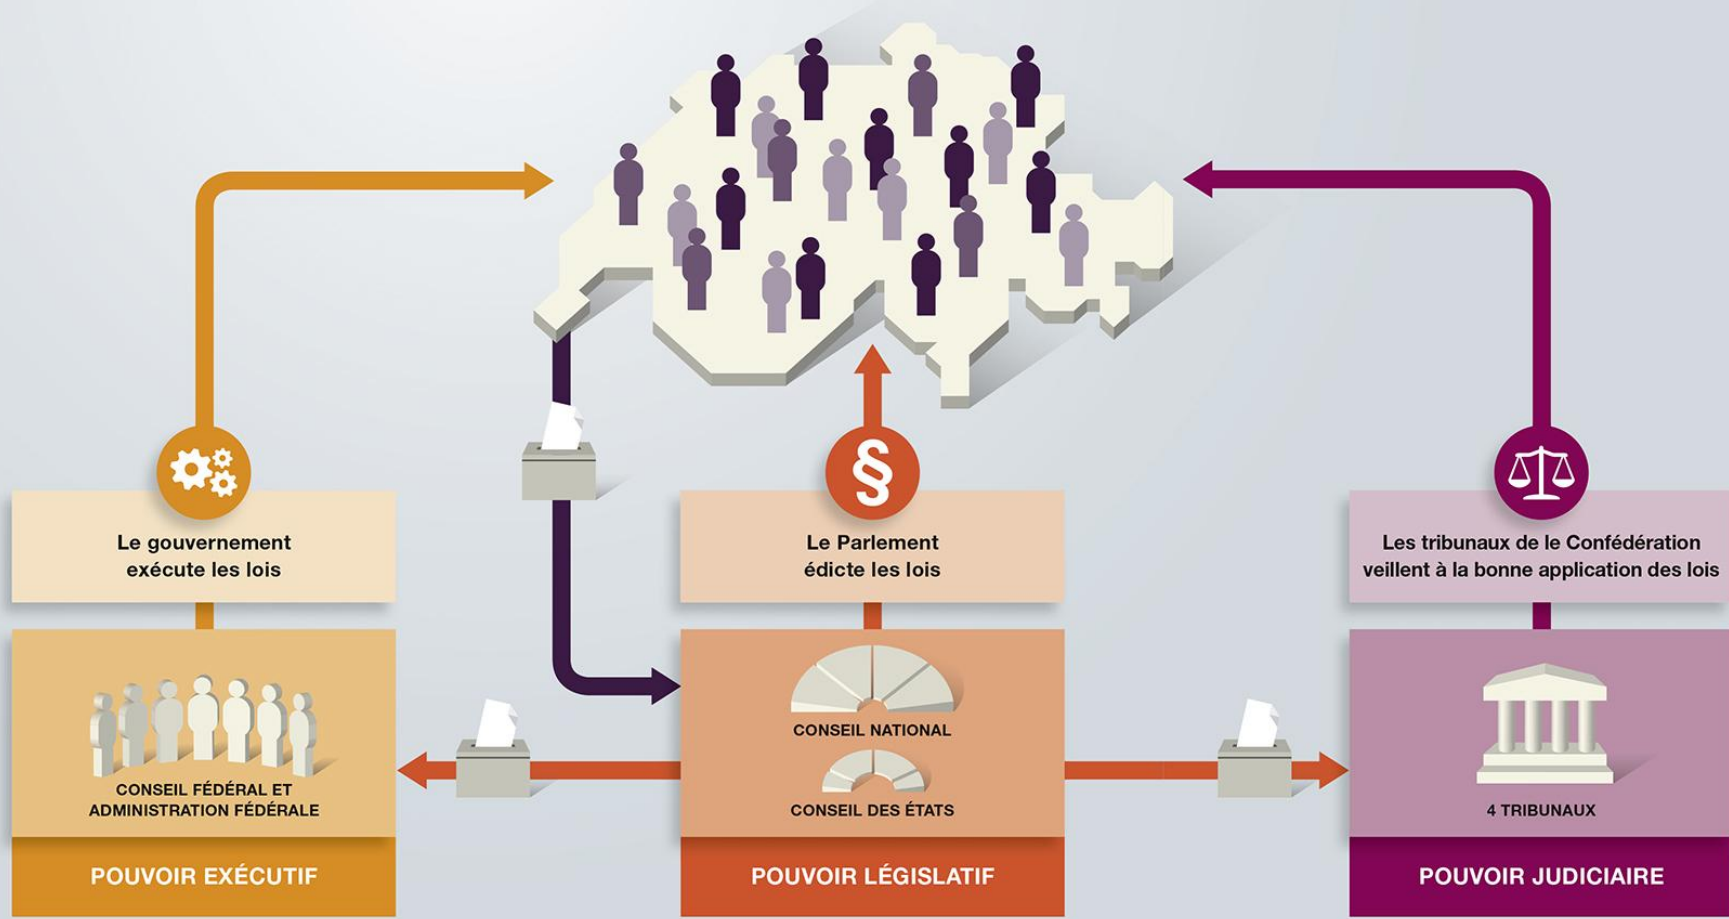 §
Le gouvernement
exécute les lois
Le Parlement
édicte les lois
Les tribunaux de le Confédération
veillent à la bonne application des lois
CONSEIL FÉDÉRAL ET
ADMINISTRATION FÉDÉRALE
CONSEIL NATIONAL
CONSEIL DES ÉTATS
4 TRIBUNAUX
POUVOIR EXÉCUTIF
POUVOIR LÉGISLATIF
POUVOIR JUDICIAIRE